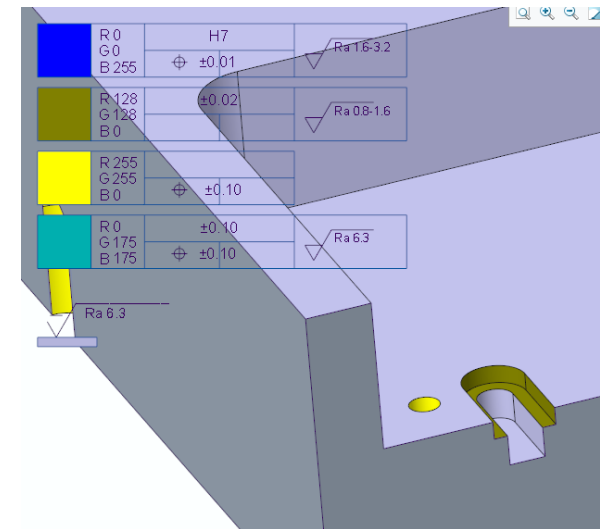 R 0
G 0
B 255
H7
⌖ ±0.01
Ra 1.6-3.2
R 128
G 128
B 0
±0.02
Ra 0.8-1.6
R 255
G 255
B 0
⌖ ±0.10
R 0
G 175
B 175
±0.10
⌖ ±0.10
Ra 6.3
Ra 6.3